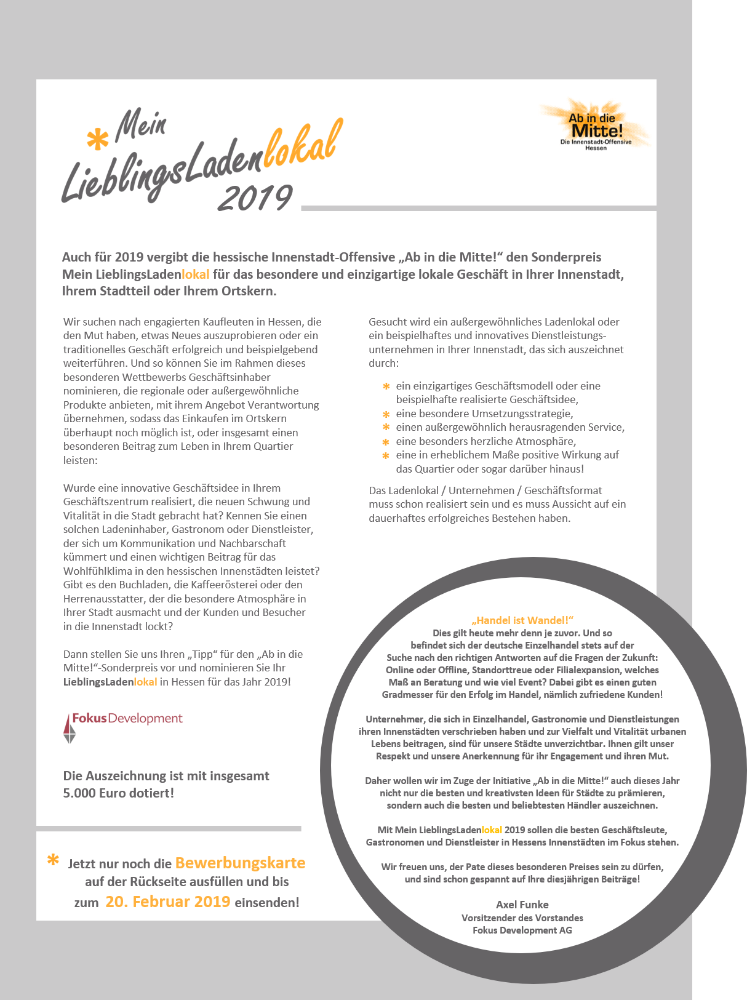 * Mein
LieblingsLadenlokal
2019
Ab in die
Mitte!
Die Innenstadt-Offensive
Hessen
Auch für 2019 vergibt die hessische Innenstadt-Offensive „Ab in die Mitte!“ den Sonderpreis
Mein LieblingsLadenlokal für das besondere und einzigartige lokale Geschäft in Ihrer Innenstadt,
Ihrem Stadtteil oder Ihrem Ortskern.
Wir suchen nach engagierten Kaufleuten in Hessen, die
den Mut haben, etwas Neues auszuprobieren oder ein
traditionelles Geschäft erfolgreich und beispielgebend
weiterführen. Und so können Sie im Rahmen dieses
besonderen Wettbewerbs Geschäftsinhaber
nominieren, die regionale oder außergewöhnliche
Produkte anbieten, mit ihrem Angebot Verantwortung
übernehmen, sodass das Einkaufen im Ortskern
überhaupt noch möglich ist, oder insgesamt einen
besonderen Beitrag zum Leben in Ihrem Quartier
leisten:
Wurde eine innovative Geschäftsidee in Ihrem
Geschäftszentrum realisiert, die neuen Schwung und
Vitalität in die Stadt gebracht hat? Kennen Sie einen
solchen Ladeninhaber, Gastronom oder Dienstleister,
der sich um Kommunikation und Nachbarschaft
kümmert und einen wichtigen Beitrag für das
Wohlfühlklima in den hessischen Innenstädten leistet?
Gibt es den Buchladen, die Kaffeerösterei oder den
Herrenausstatter, der die besondere Atmosphäre in
Ihrer Stadt ausmacht und der Kunden und Besucher
in die Innenstadt lockt?
Dann stellen Sie uns Ihren „Tipp“ für den „Ab in die
Mitte!“-Sonderpreis vor und nominieren Sie Ihr
LieblingsLadenlokal in Hessen für das Jahr 2019!
FokusDevelopment
Die Auszeichnung ist mit insgesamt
5.000 Euro dotiert!
* Jetzt nur noch die Bewerbungskarte
auf der Rückseite ausfüllen und bis
zum 20. Februar 2019 einsenden!
Gesucht wird ein außergewöhnliches Ladenlokal oder
ein beispielhaftes und innovatives Dienstleistungs-
unternehmen in Ihrer Innenstadt, das sich auszeichnet
durch:
* ein einzigartiges Geschäftsmodell oder eine
beispielhafte realisierte Geschäftsidee,
* eine besondere Umsetzungsstrategie,
* einen außergewöhnlich herausragenden Service,
* eine besonders herzliche Atmosphäre,
* eine in erheblichem Maße positive Wirkung auf
das Quartier oder sogar darüber hinaus!
Das Ladenlokal / Unternehmen / Geschäftsformat
muss schon realisiert sein und es muss Aussicht auf ein
dauerhaftes erfolgreiches Bestehen haben.
„Handel ist Wandel!“
Dies gilt heute mehr denn je zuvor. Und so
befindet sich der deutsche Einzelhandel stets auf der
Suche nach den richtigen Antworten auf die Fragen der Zukunft:
Online oder Offline, Standorttreue oder Filialexpansion, welches
Maß an Beratung und wie viel Event? Dabei gibt es einen guten
Gradmesser für den Erfolg im Handel, nämlich zufriedene Kunden!
Unternehmer, die sich in Einzelhandel, Gastronomie und Dienstleistungen
ihren Innenstädten verschrieben haben und zur Vielfalt und Vitalität urbanen
Lebens beitragen, sind für unsere Städte unverzichtbar. Ihnen gilt unser
Respekt und unsere Anerkennung für ihr Engagement und ihren Mut.
Daher wollen wir im Zuge der Initiative „Ab in die Mitte!“ auch dieses Jahr
nicht nur die besten und kreativsten Ideen für Städte zu prämieren,
sondern auch die besten und beliebtesten Händler auszeichnen.
Mit Mein LieblingsLadenlokal 2019 sollen die besten Geschäftsleute,
Gastronomen und Dienstleister in Hessens Innenstädten im Fokus stehen.
Wir freuen uns, der Pate dieses besonderen Preises sein zu dürfen,
und sind schon gespannt auf Ihre diesjährigen Beiträge!
Axel Funke
Vorsitzender des Vorstandes
Fokus Development AG